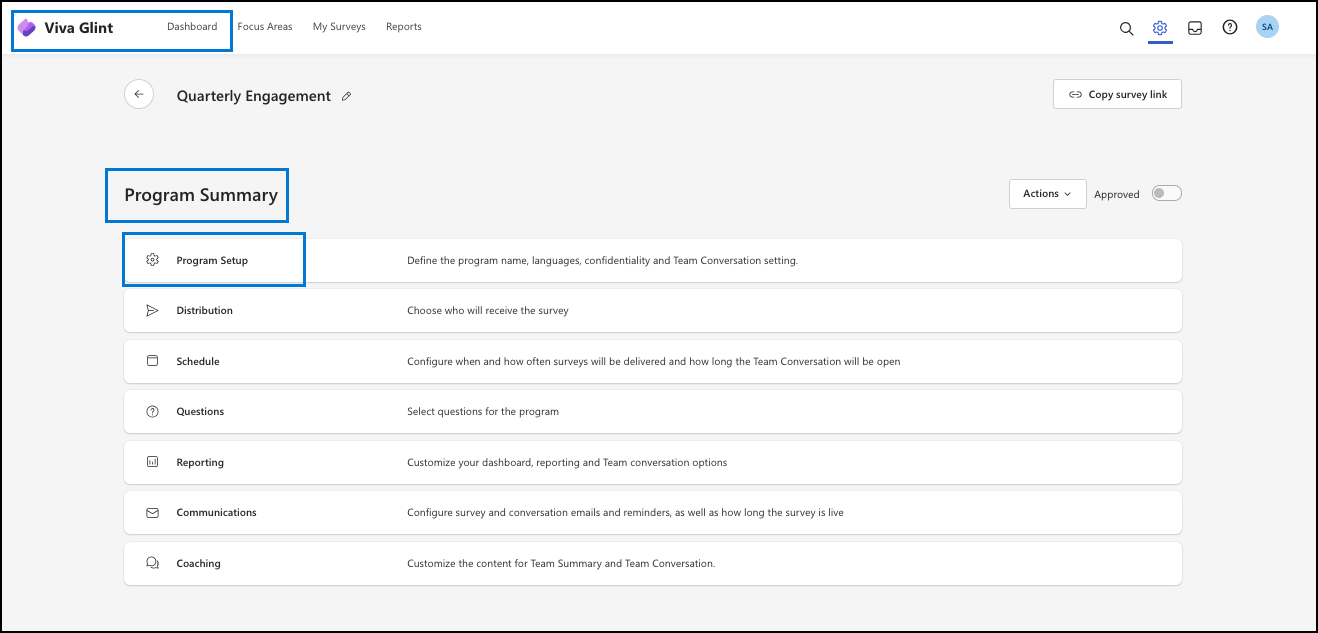 Viva Glint Dashboard Focus Areas My Surveys Reports SA
Quarterly Engagement Copy survey link
Program Summary Actions Approved
Program Setup Define the program name, languages, confidentiality and Team Conversation setting.
Distribution Choose who will receive the survey
Schedule Configure when and how often surveys will be delivered and how long the Team Conversation will be open
Questions Select questions for the program
Reporting Customize your dashboard, reporting and Team conversation options
Communications Configure survey and conversation emails and reminders, as well as how long the survey is live
Coaching Customize the content for Team Summary and Team Conversation.